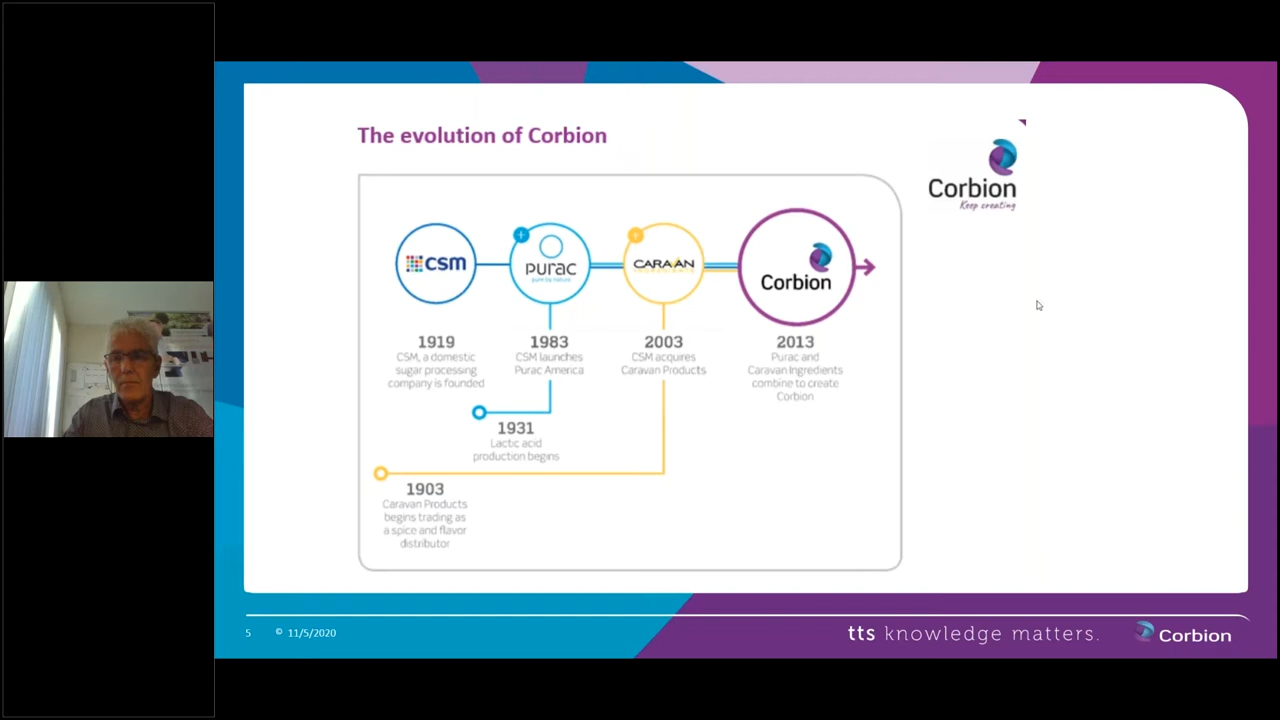 The evolution of Corbion
Corbion
Keep creating
csm
purac
CARAVAN
Corbion
1919
CSM, a domestic
sugar processing
company is founded
1983
CSM launches
Purac America
2003
CSM acquires
Caravan Products
2013
Purac and
Caravan Ingredients
combine to create
Corbion
1931
Lactic acid
production begins
1903
Caravan Products
begins trading as
a spice and flavor
distributor
5 © 11/5/2020
tts knowledge matters.
Corbion